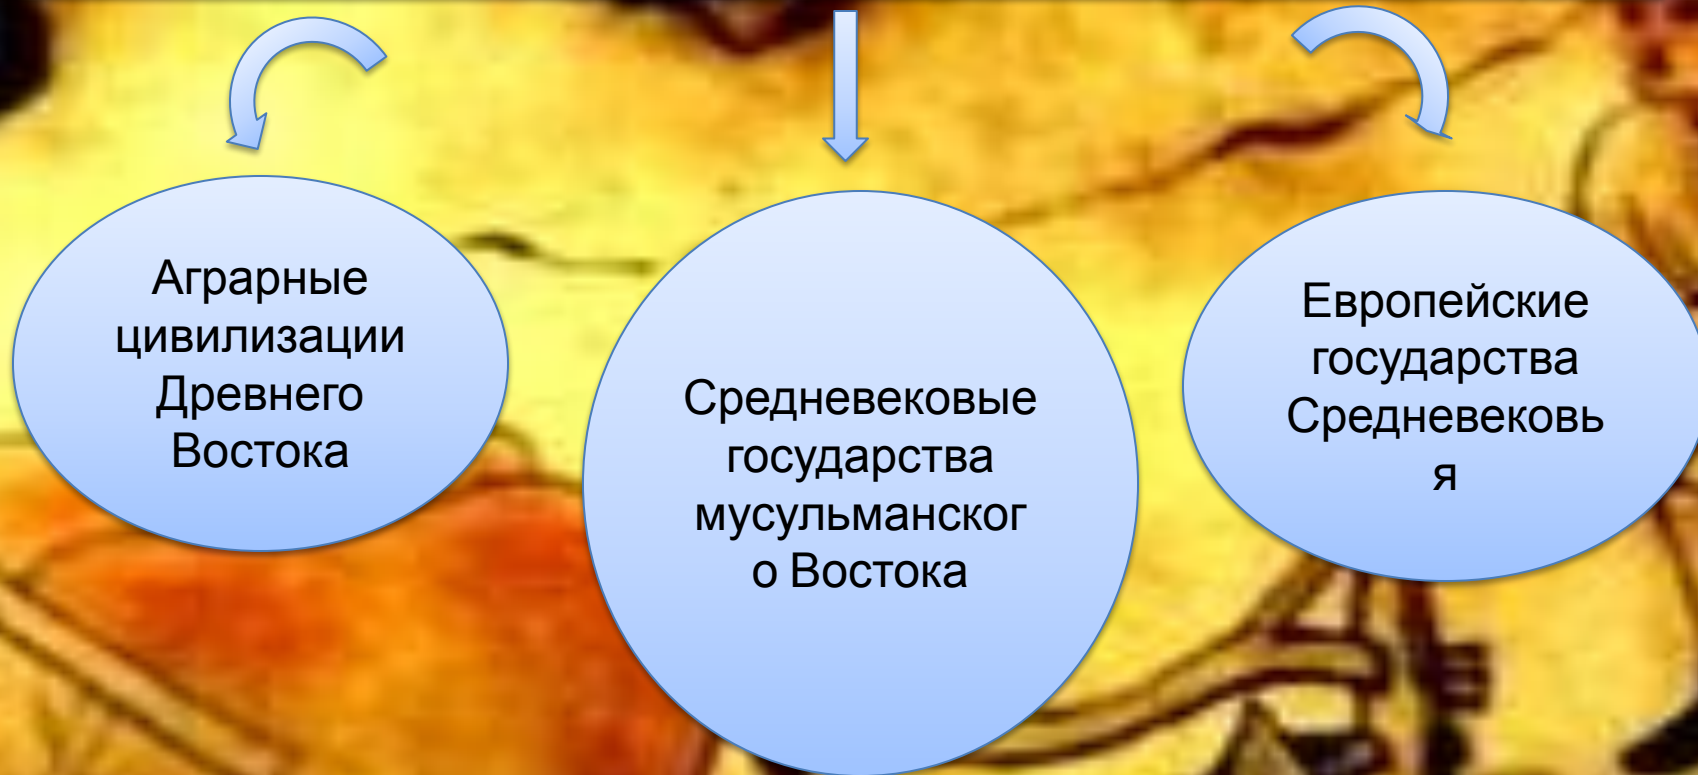 Аграрные
цивилизации
Древнего
Востока
Средневековые
государства
мусульманског
о Востока
Европейские
государства
Средневековь
я